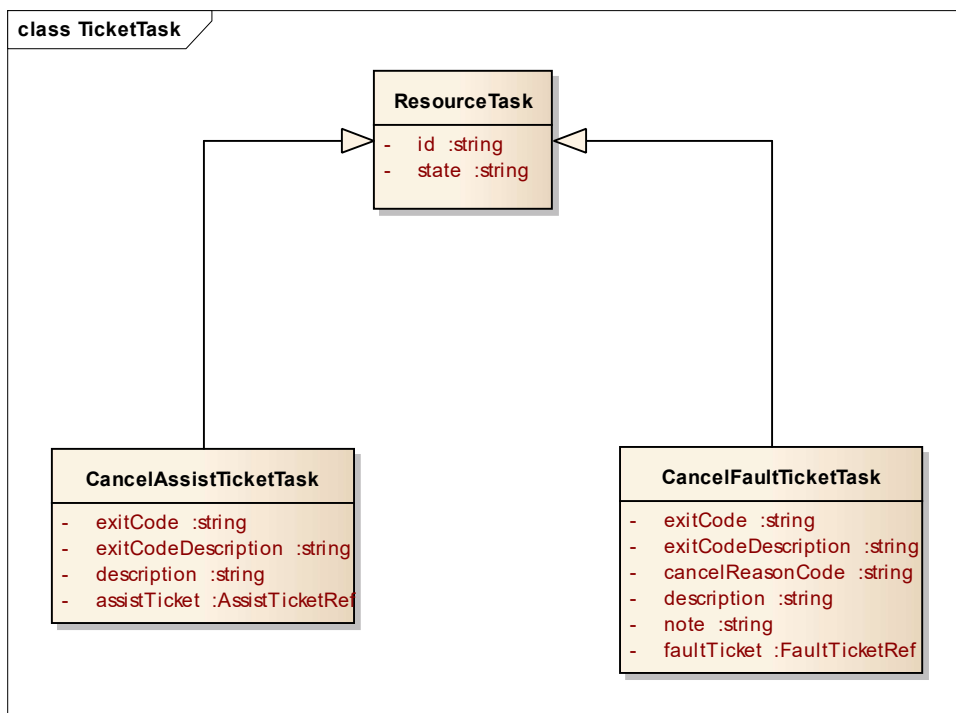 class TicketTask
ResourceTask
- id :string
- state :string
CancelAssistTicketTask
- exitCode :string
- exitCodeDescription :string
- description :string
- assistTicket :AssistTicketRef
CancelFaultTicketTask
- exitCode :string
- exitCodeDescription :string
- cancelReasonCode :string
- description :string
- note :string
- faultTicket :FaultTicketRef